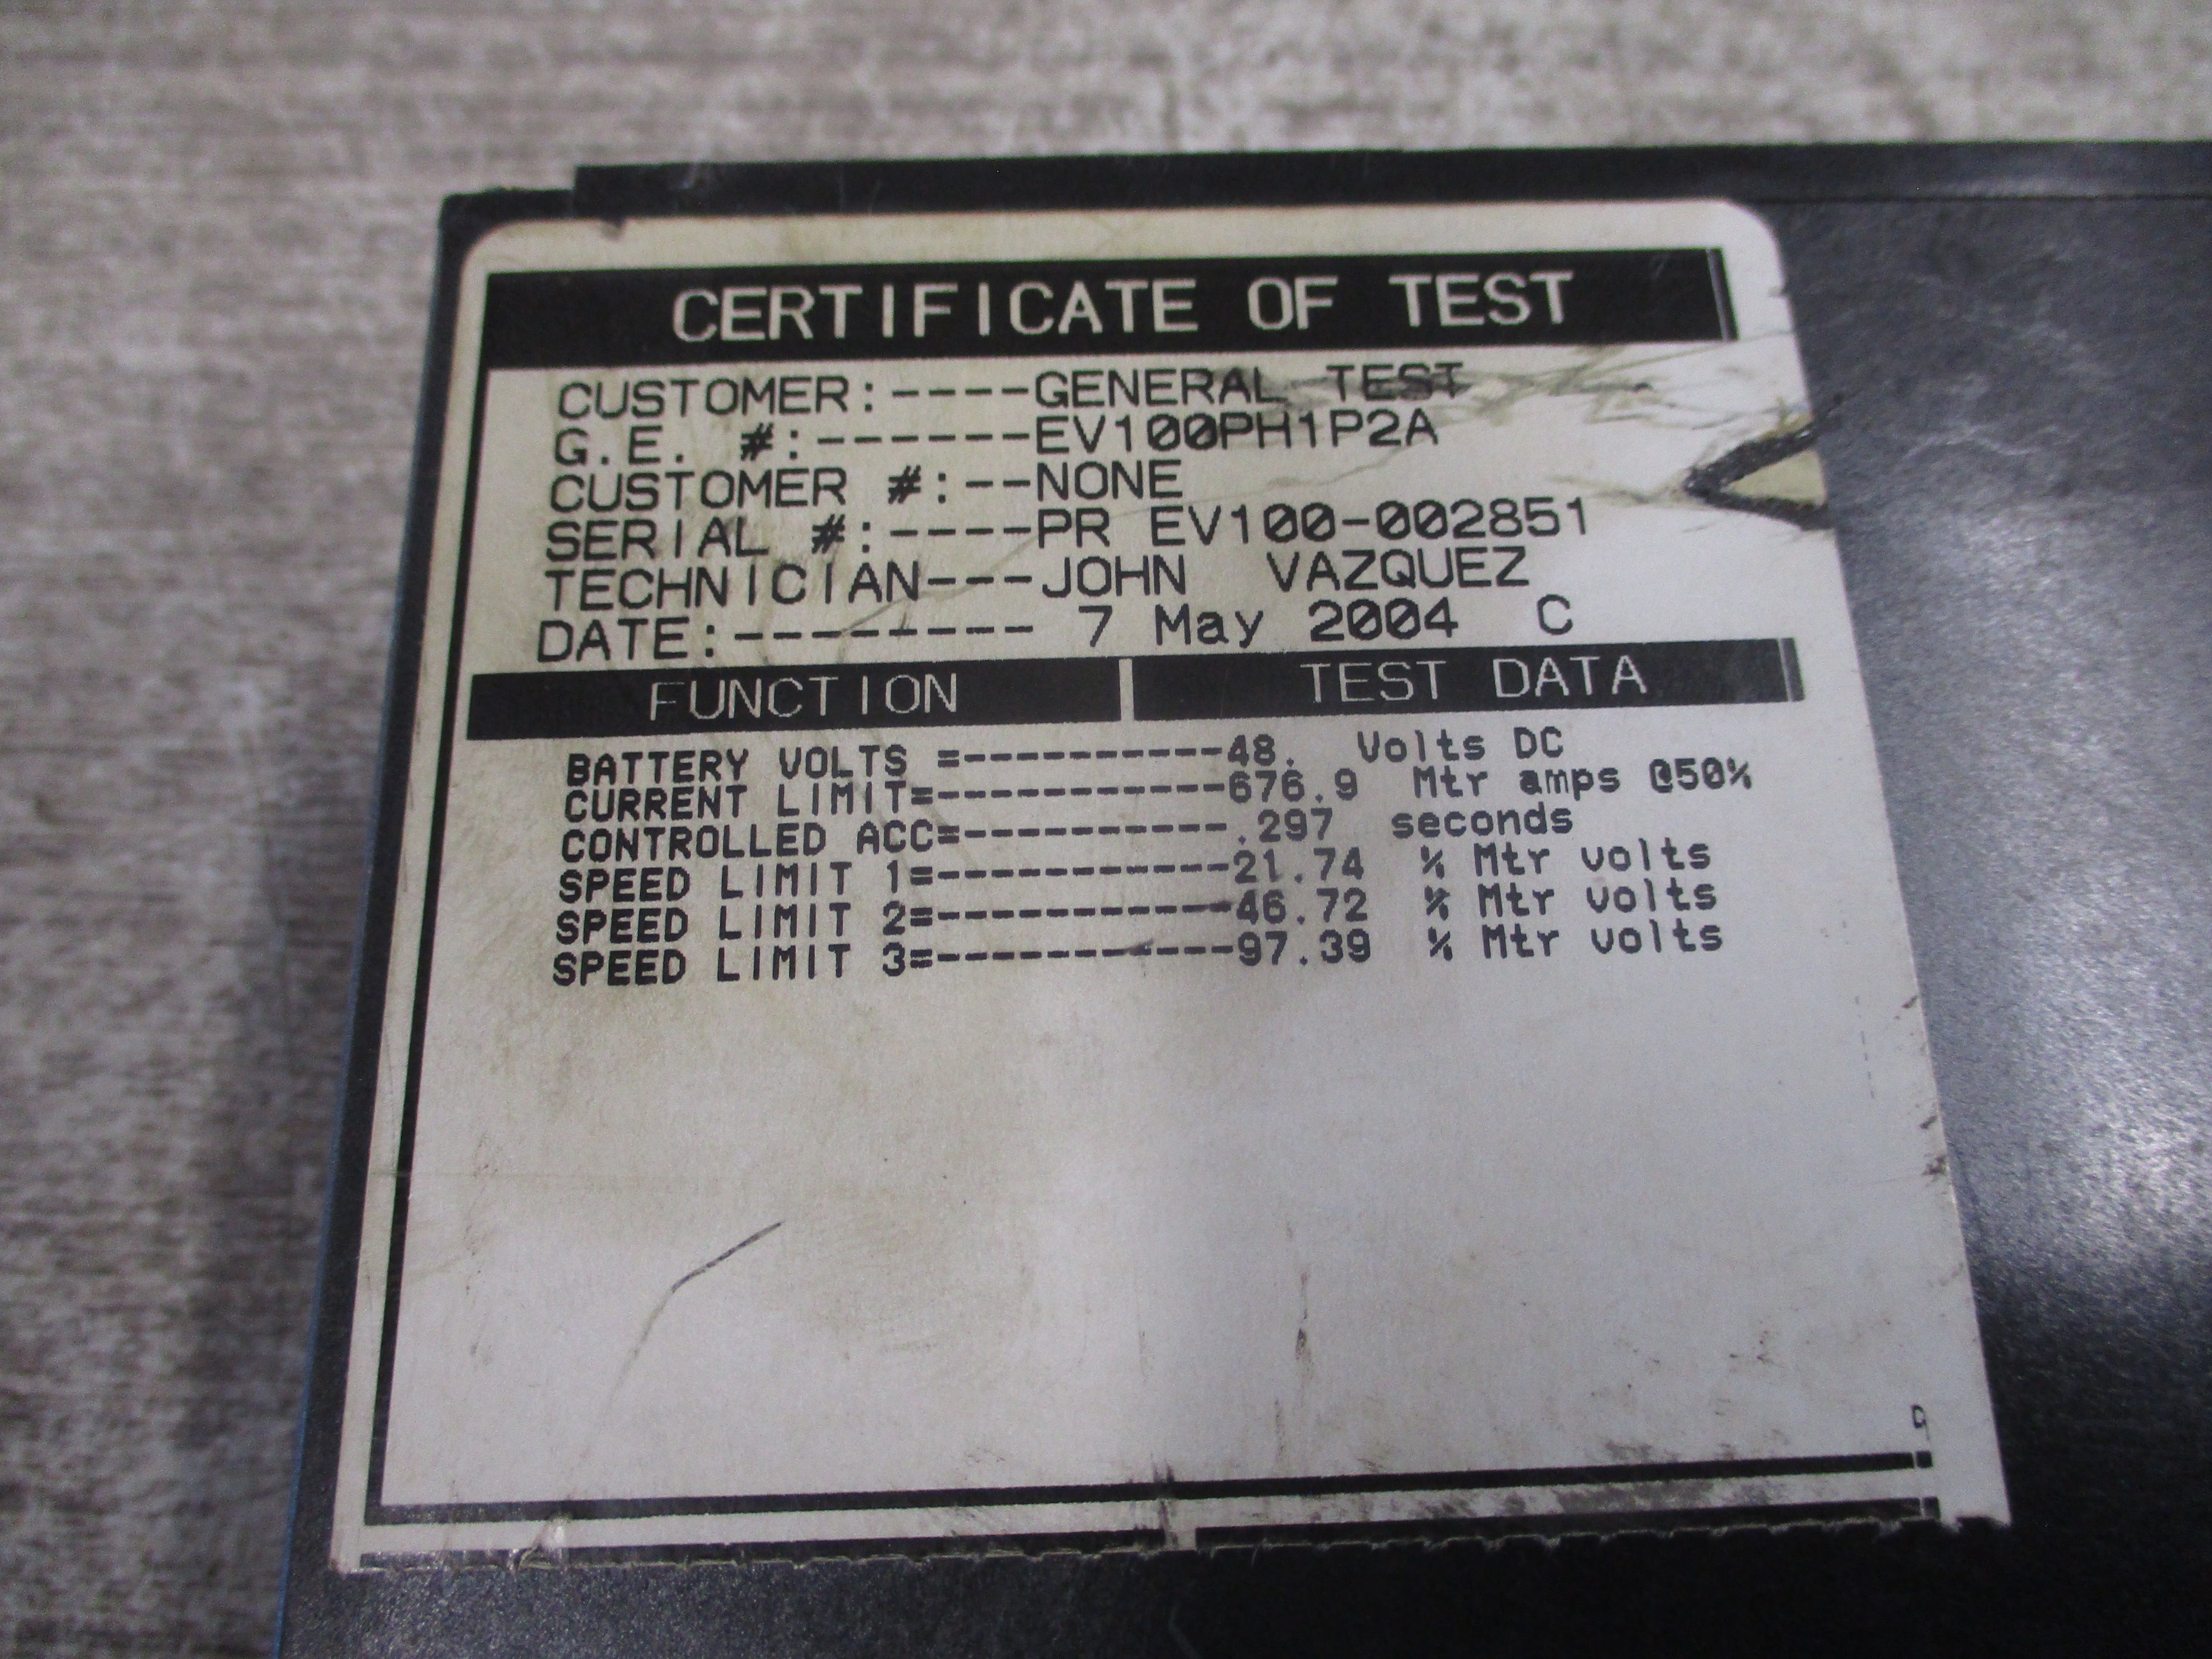 CERTIFICATE OF TEST
CUSTOMER:----GENERAL TEST
G.E. #:------EV100PH1P2A
CUSTOMER #:--NONE
SERIAL #:----PR EV100-002851
TECHNICIAN---JOHN VAZQUEZ
DATE:--------- 7 May 2004 C
FUNCTION TEST DATA
BATTERY VOLTS =----------48. Volts DC
CURRENT LIMIT=-----------676.9 Mtr amps @50%
CONTROLLED ACC=-----------.297 seconds
SPEED LIMIT 1=-----------21.74 % Mtr volts
SPEED LIMIT 2=-----------46.72 % Mtr volts
SPEED LIMIT 3=-----------97.39 % Mtr volts